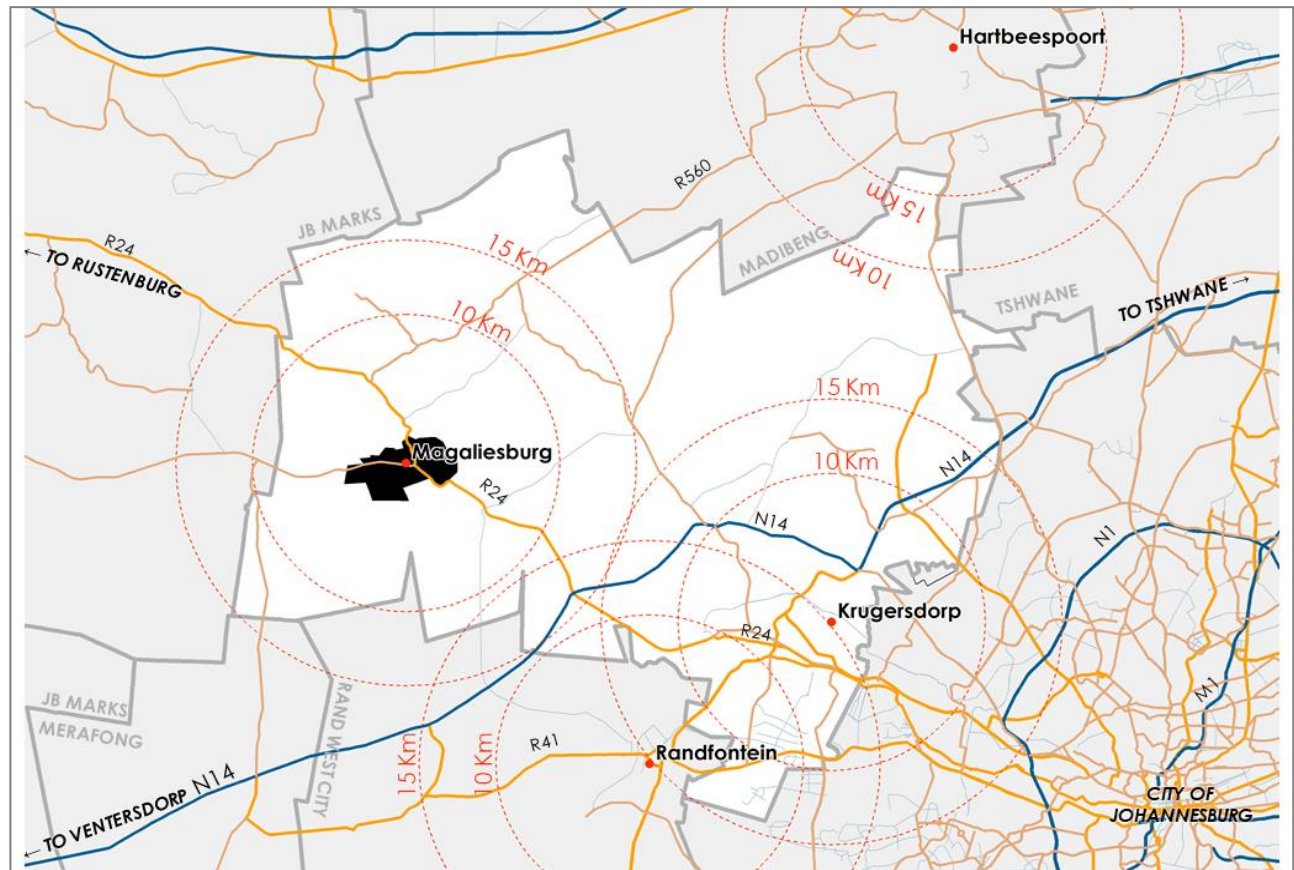 Hartbeespoort
R560
15 Km
10 Km
JB MARKS
MADIBENG
R24
← TO RUSTENBURG
15 Km
10 Km
TSHWANE
TO TSHWANE →
15 Km
10 Km
Magaliesburg
R24
N14
N14
N1
Krugersdorp
R24
JB MARKS
MERAFONG
RAND WEST CITY
M1
15 Km
10 Km
R41
Randfontein
← TO VENTERSDORP N14
CITY OF
JOHANNESBURG